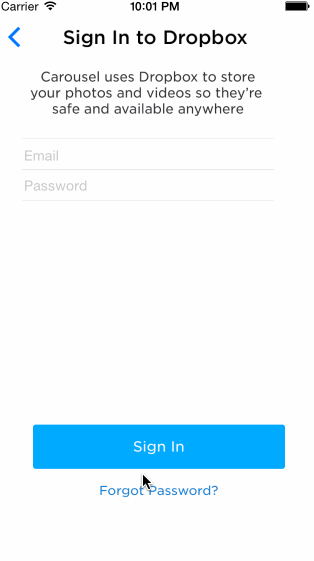 Carrier 10:01 PM
Sign In to Dropbox
Carousel uses Dropbox to store
your photos and videos so they're
safe and available anywhere
Email
Password
Sign In
Forgot Password?